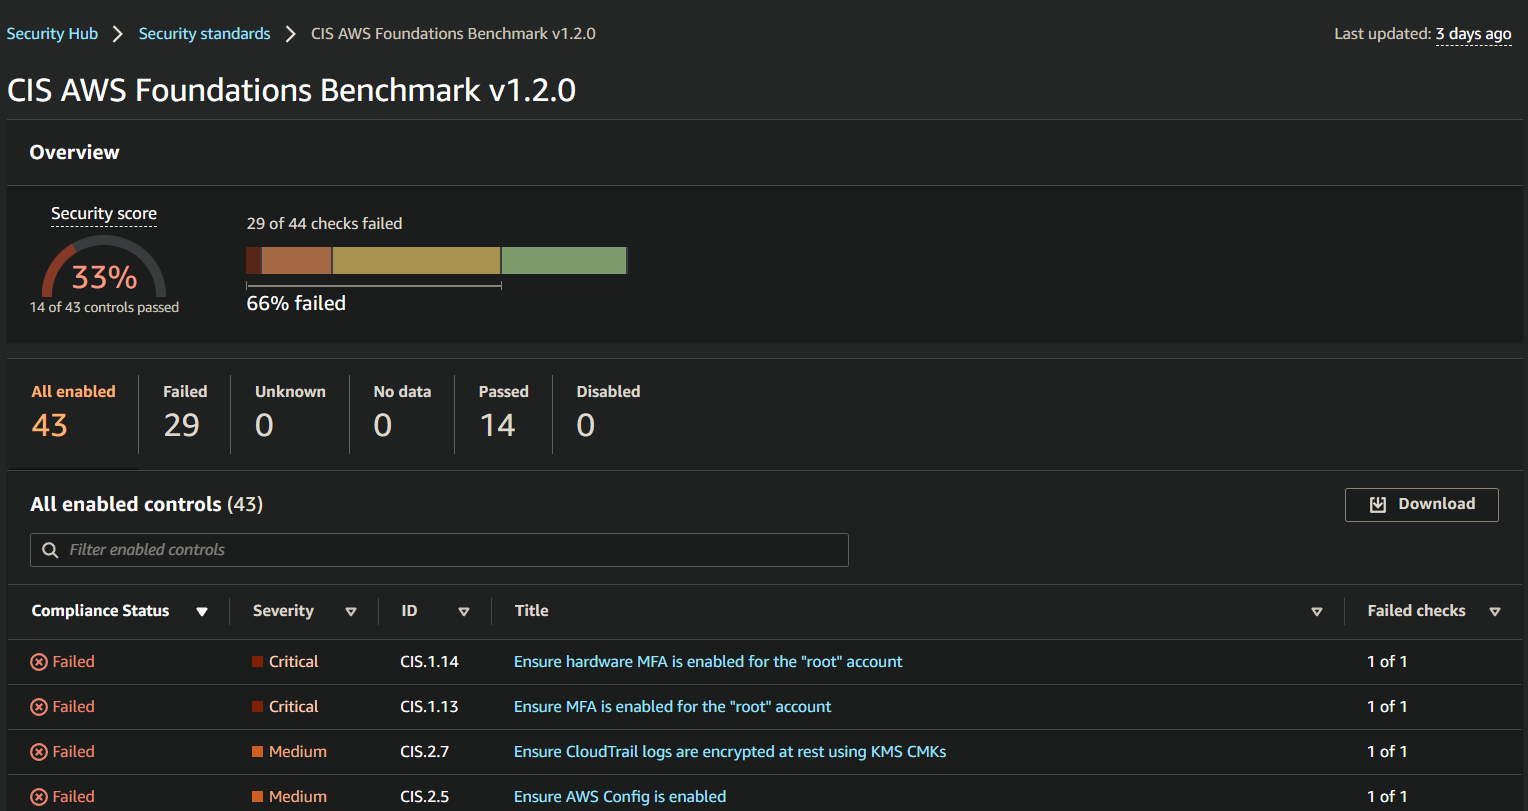 Security Hub > Security standards > CIS AWS Foundations Benchmark v1.2.0 Last updated: 3 days ago
CIS AWS Foundations Benchmark v1.2.0
Overview
Security score
29 of 44 checks failed
33%
14 of 43 controls passed
66% failed
All enabled Failed Unknown No data Passed Disabled
43 29 0 0 14 0
All enabled controls (43) Download
Filter enabled controls
Compliance Status Severity ID Title Failed checks
Failed Critical CIS.1.14 Ensure hardware MFA is enabled for the "root" account 1 of 1
Failed Critical CIS.1.13 Ensure MFA is enabled for the "root" account 1 of 1
Failed Medium CIS.2.7 Ensure CloudTrail logs are encrypted at rest using KMS CMKs 1 of 1
Failed Medium CIS.2.5 Ensure AWS Config is enabled 1 of 1